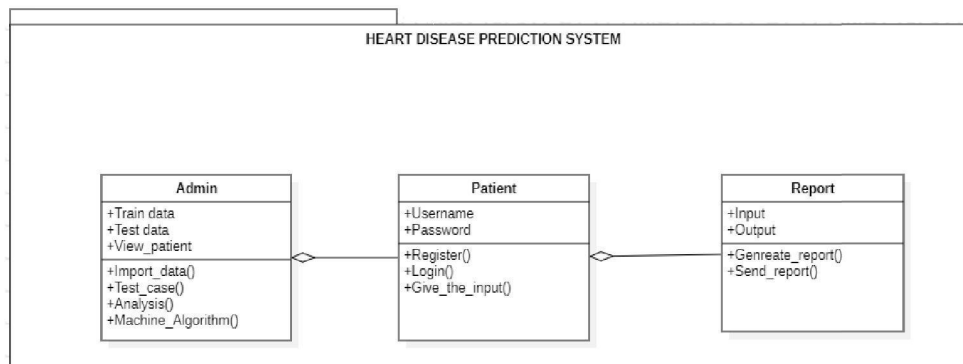 HEART DISEASE PREDICTION SYSTEM
Admin
+Train data
+Test data
+View_patient
+Import_data()
+Test_case()
+Analysis()
+Machine_Algorithm()
Patient
+Username
+Password
+Register()
+Login()
+Give_the_input()
Report
+Input
+Output
+Genreate_report()
+Send_report()